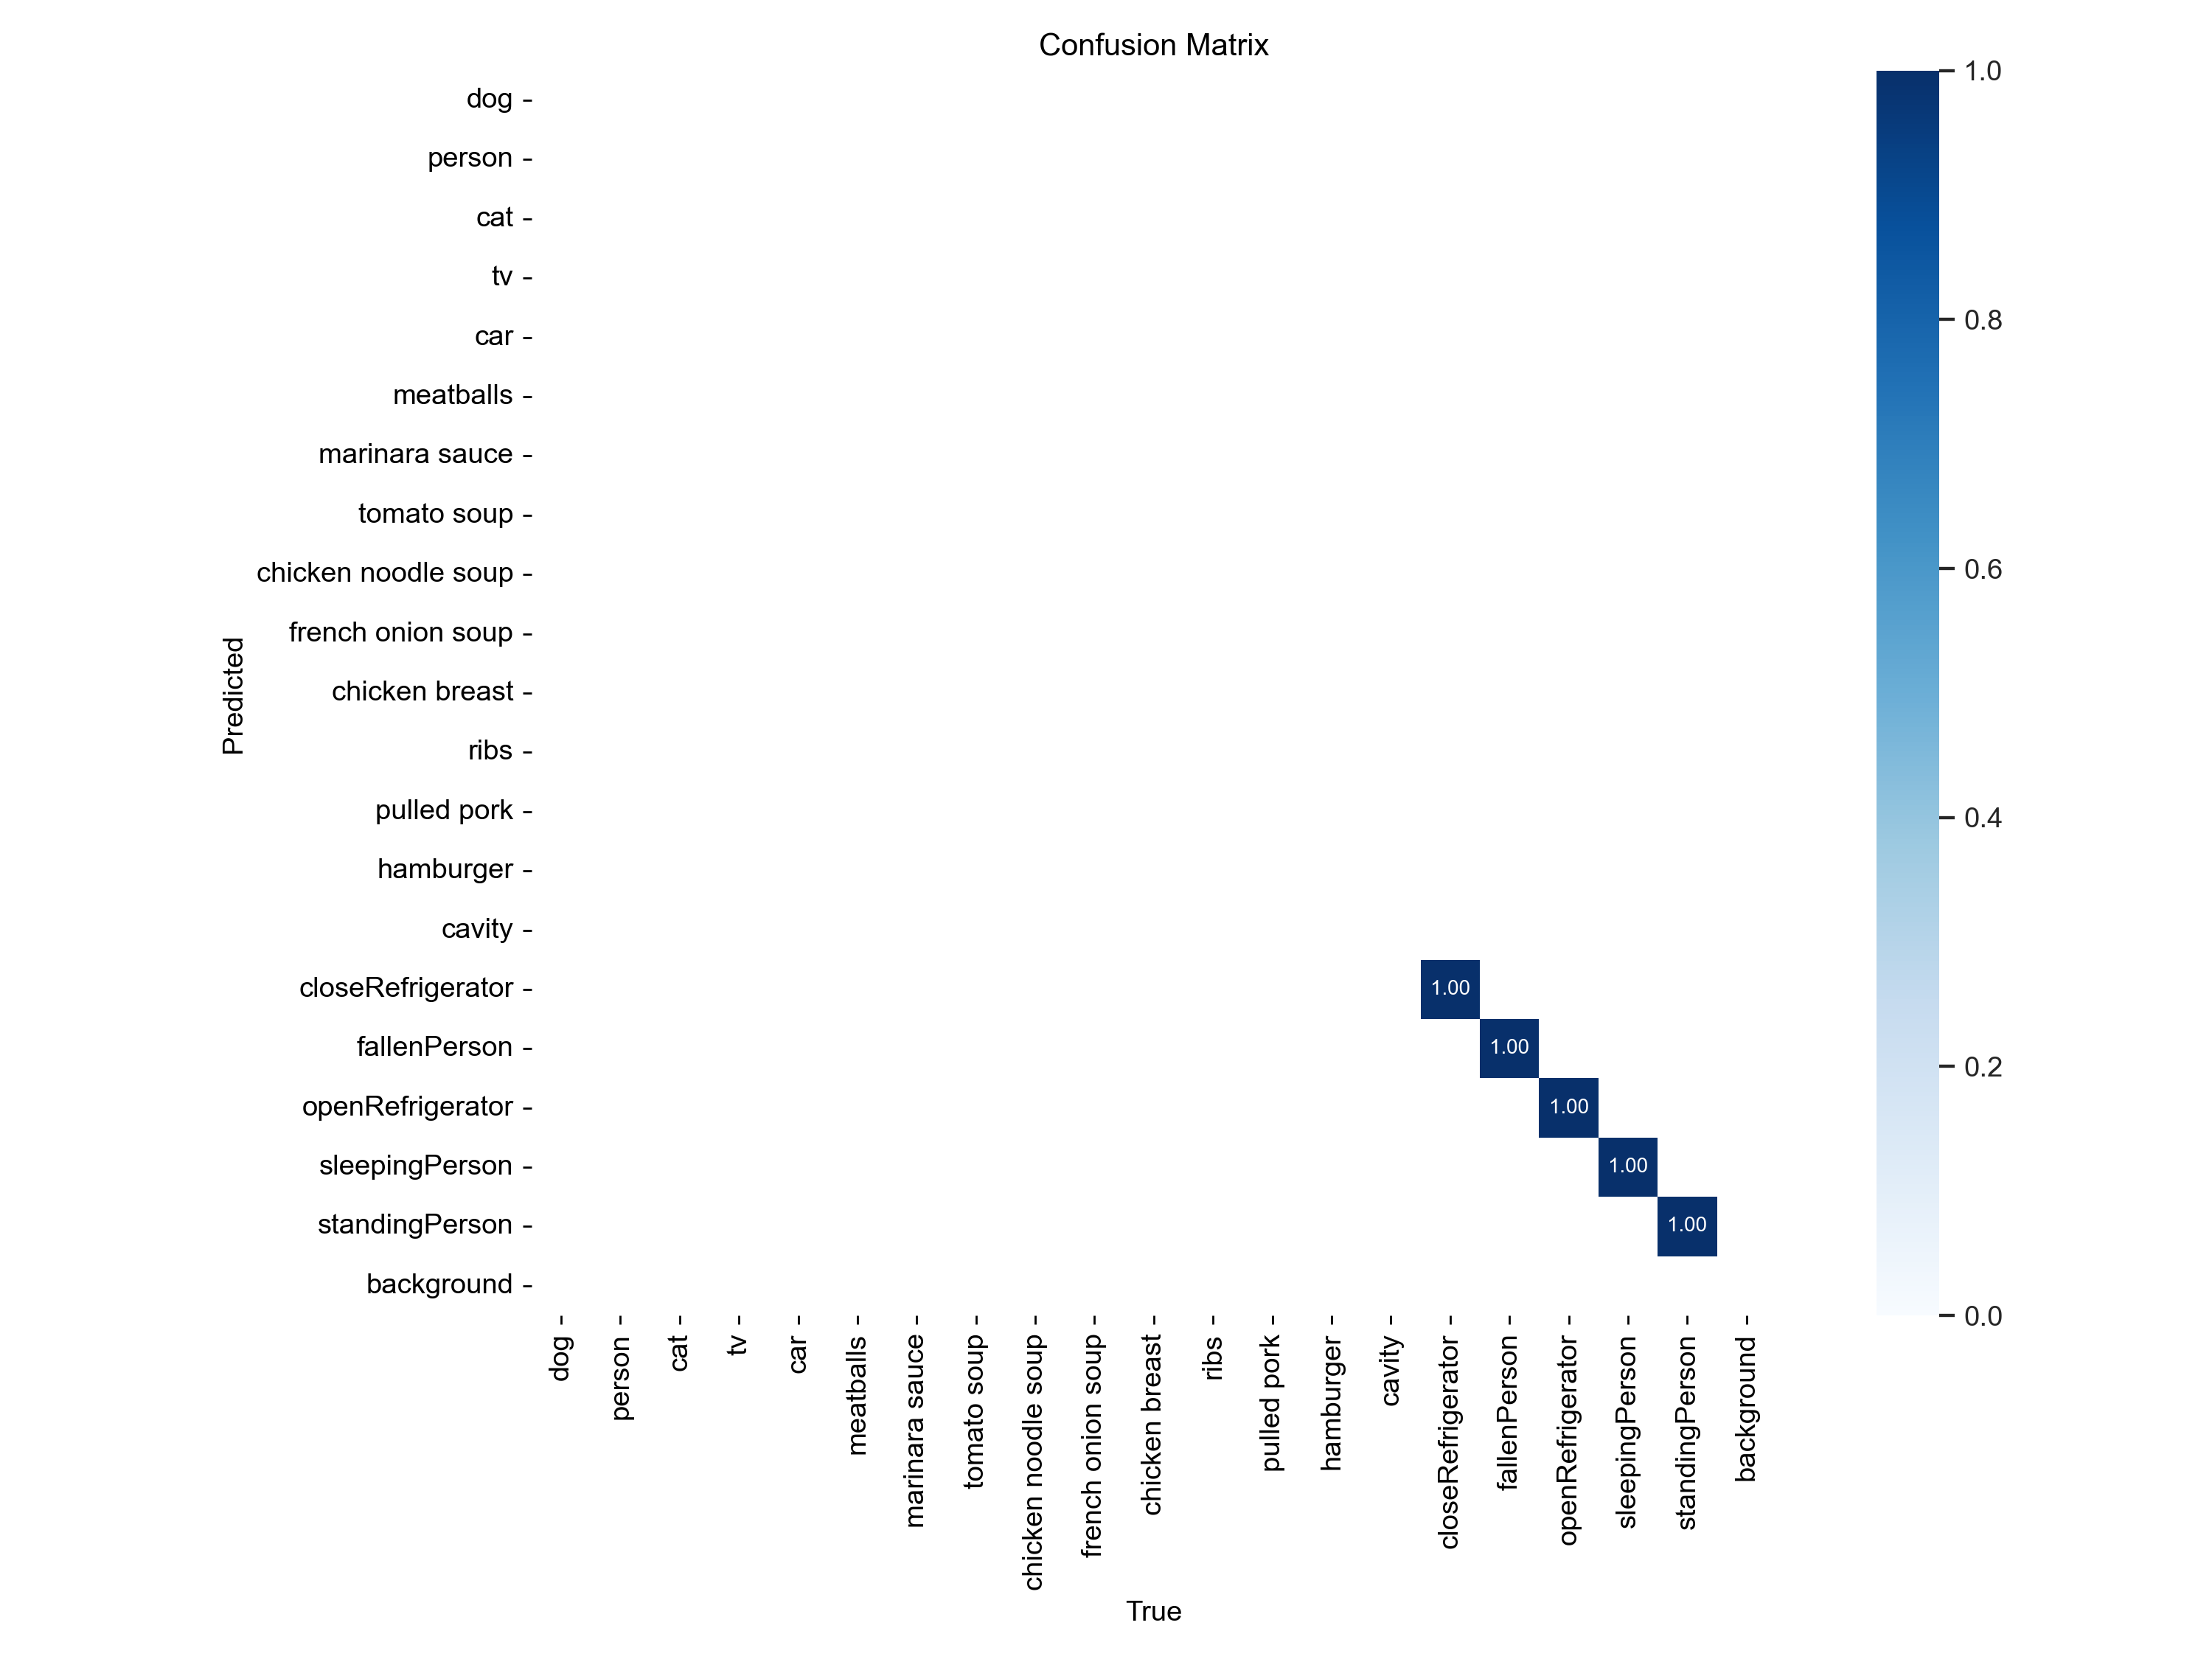 Confusion Matrix
dog
person
cat
tv
car
meatballs
marinara sauce
tomato soup
chicken noodle soup
french onion soup
chicken breast
ribs
pulled pork
hamburger
cavity
closeRefrigerator
fallenPerson
openRefrigerator
sleepingPerson
standingPerson
background
Predicted
1.00
1.00
1.00
1.00
1.00
dog
person
cat
tv
car
meatballs
marinara sauce
tomato soup
chicken noodle soup
french onion soup
chicken breast
ribs
pulled pork
hamburger
cavity
closeRefrigerator
fallenPerson
openRefrigerator
sleepingPerson
standingPerson
background
True
1.0
0.8
0.6
0.4
0.2
0.0